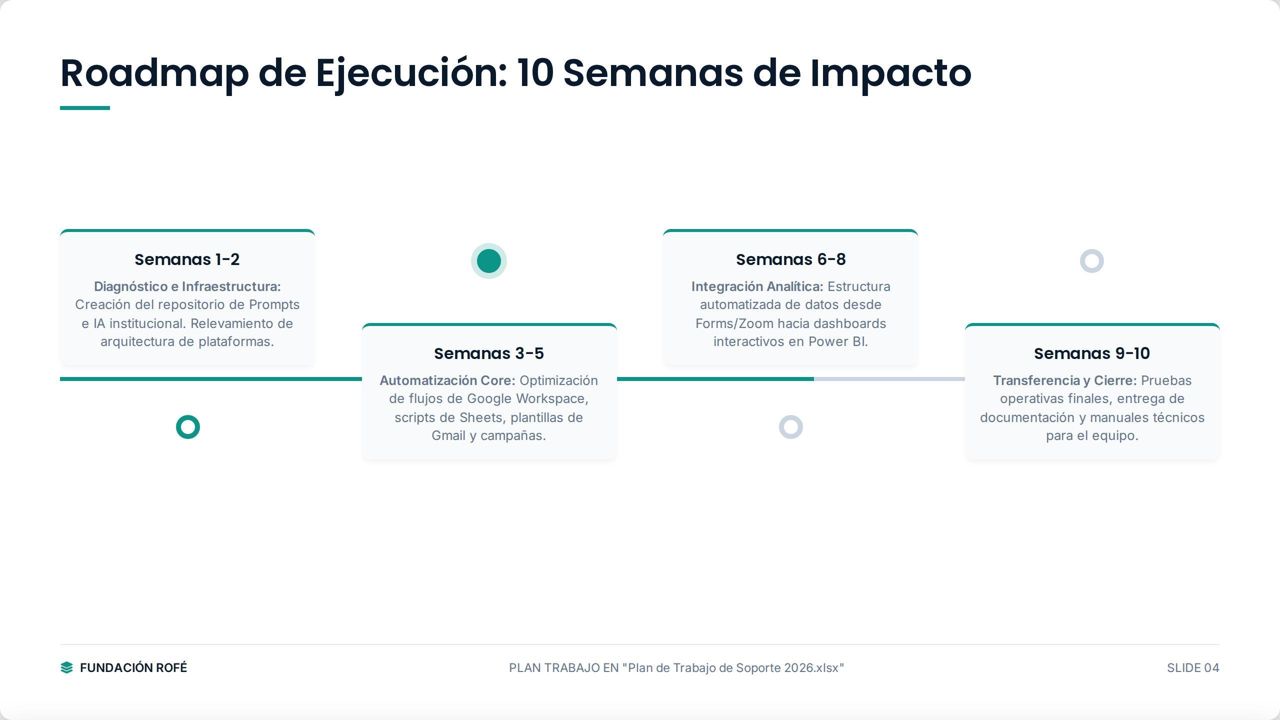 Roadmap de Ejecución: 10 Semanas de Impacto
Semanas 1-2
Diagnóstico e Infraestructura:
Creación del repositorio de Prompts
e IA institucional. Relevamiento de
arquitectura de plataformas.
Semanas 3-5
Automatización Core: Optimización
de flujos de Google Workspace,
scripts de Sheets, plantillas de
Gmail y campañas.
Semanas 6-8
Integración Analítica: Estructura
automatizada de datos desde
Forms/Zoom hacia dashboards
interactivos en Power BI.
Semanas 9-10
Transferencia y Cierre: Pruebas
operativas finales, entrega de
documentación y manuales técnicos
para el equipo.
FUNDACIÓN ROFÉ
PLAN TRABAJO EN "Plan de Trabajo de Soporte 2026.xlsx"
SLIDE 04